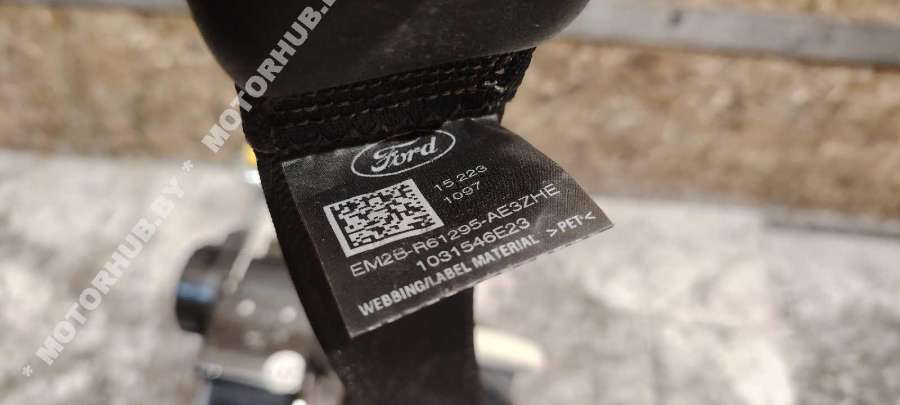 Ford
15 223
1097
EM2B-R61295-AE3ZHE
1031546E23
WEBBING/LABEL MATERIAL >PET<
* MOTORHUB.BY * MOTORHUB.BY